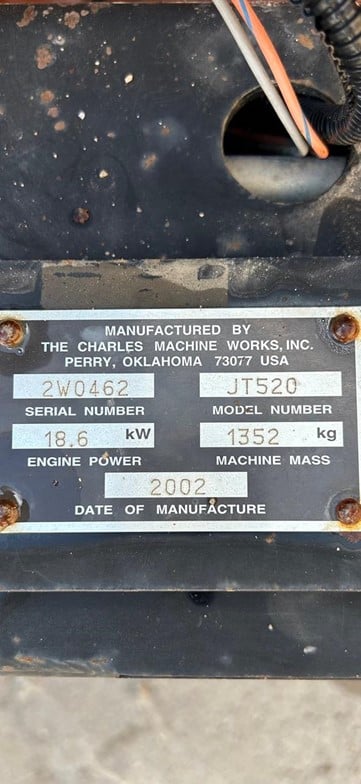 MANUFACTURED BY
THE CHARLES MACHINE WORKS, INC.
PERRY, OKLAHOMA 73077 USA
2W0462 JT520
SERIAL NUMBER MODEL NUMBER
18.6 kW 1352 kg
ENGINE POWER MACHINE MASS
2002
DATE OF MANUFACTURE